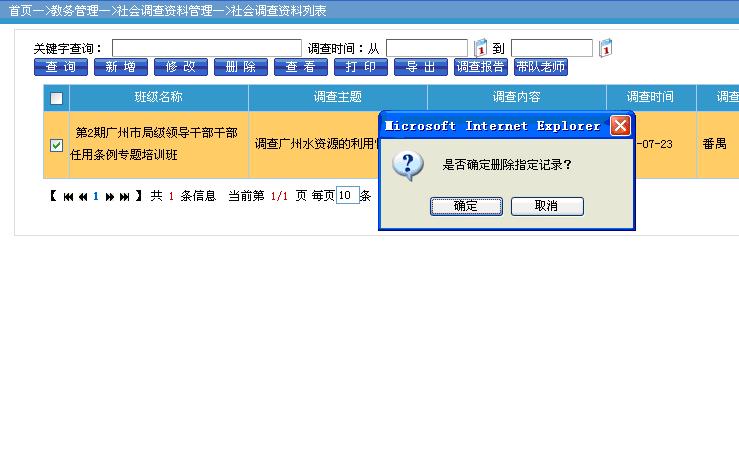 首页—>教务管理—>社会调查资料管理—>社会调查资料列表
关键字查询： 调查时间：从 到
查 询 新 增 修 改 删 除 查 看 打 印 导 出 调查报告 带队老师
班级名称 调查主题 调查内容 调查时间 调查
第2期广州市局级领导干部干部
任用条例专题培训班
调查广州水资源的利用
-07-23 番禺
Microsoft Internet Explorer
是否确定删除指定记录？
确定 取消
【 1 】 共 1 条信息 当前第 1/1 页 每页 10 条